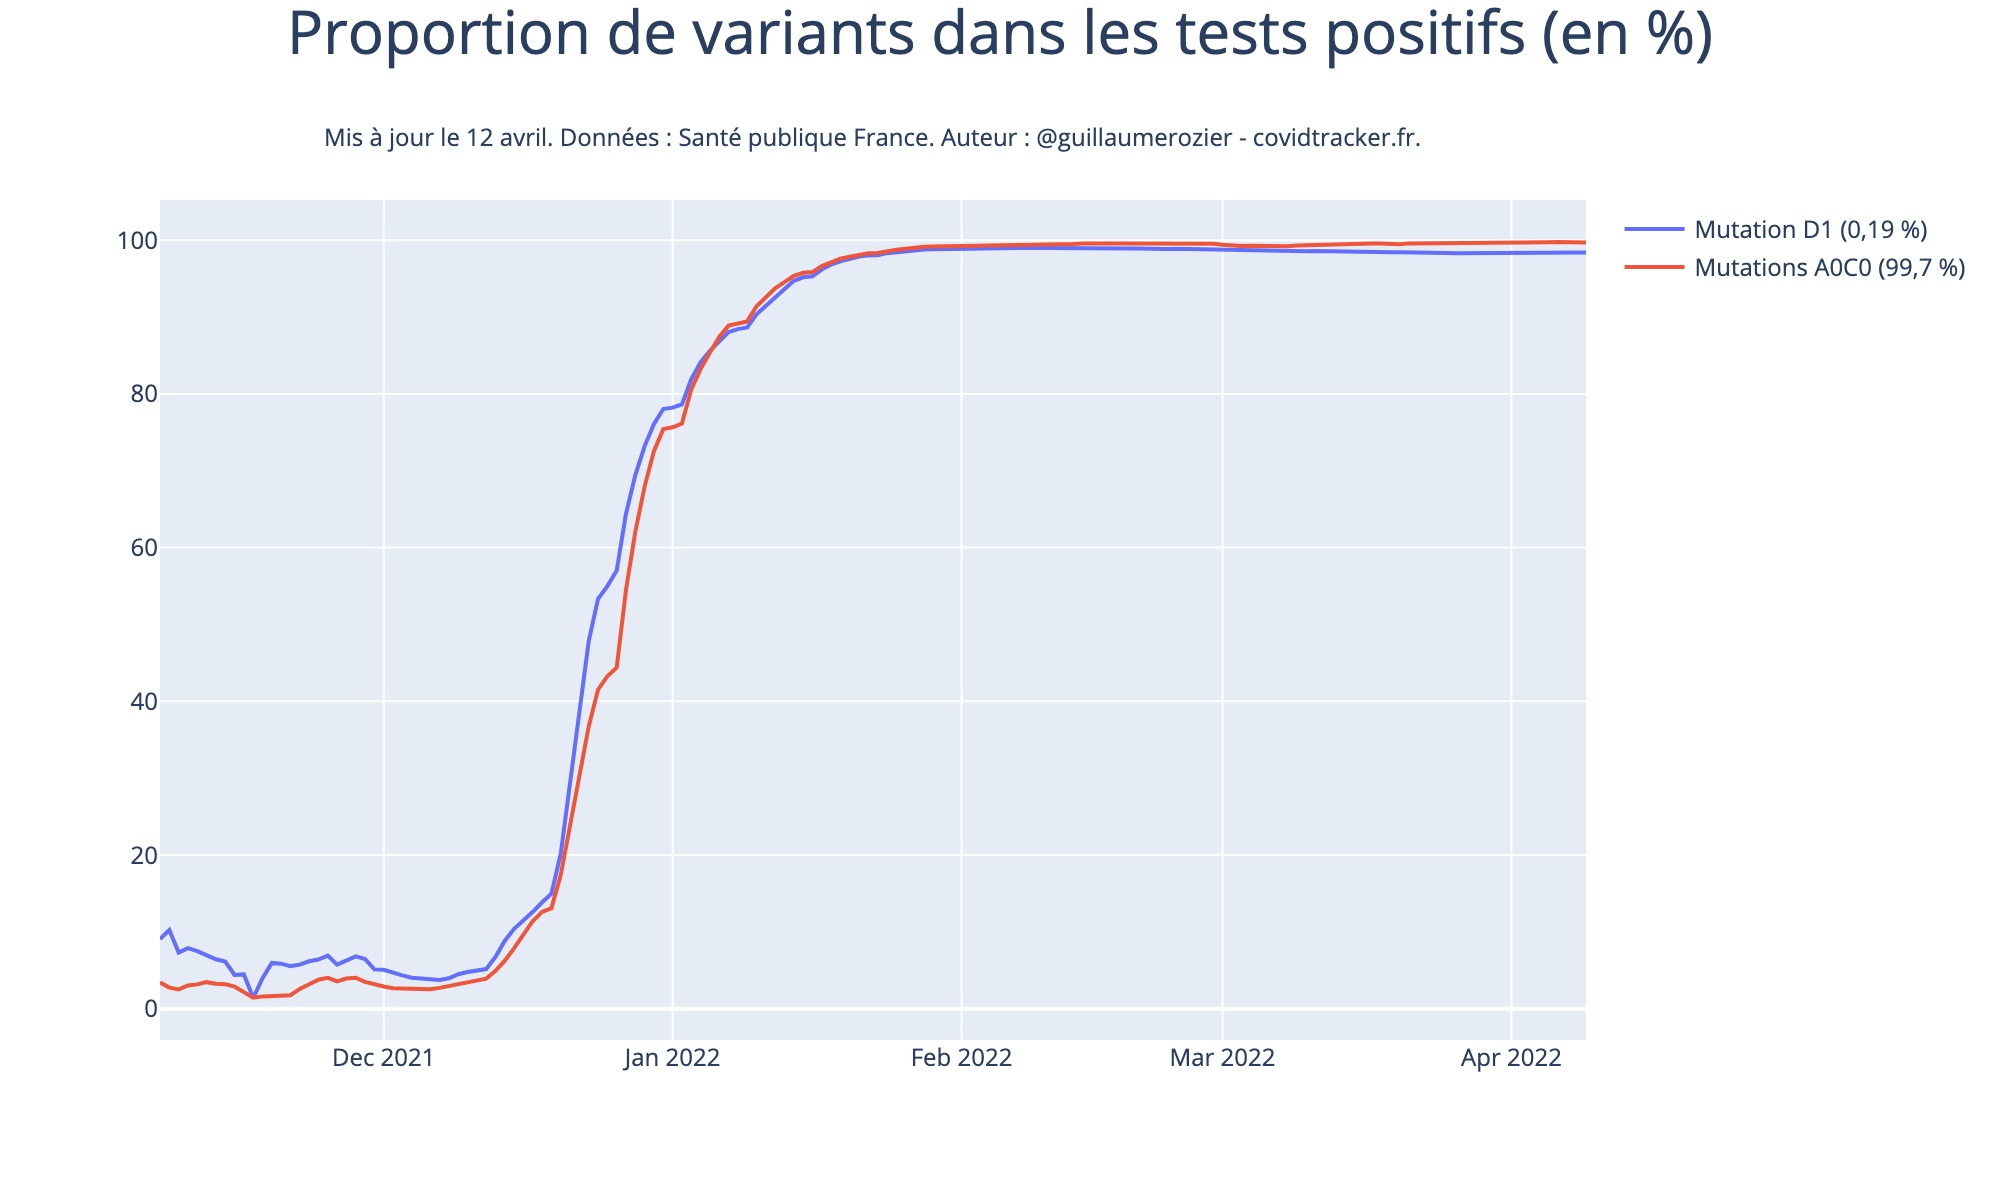 Proportion de variants dans les tests positifs (en %)
Mis à jour le 12 avril. Données : Santé publique France. Auteur : @guillaumerozier - covidtracker.fr.
Mutation D1 (0,19 %)
Mutations A0C0 (99,7 %)
100
80
60
40
20
0
Dec 2021
Jan 2022
Feb 2022
Mar 2022
Apr 2022